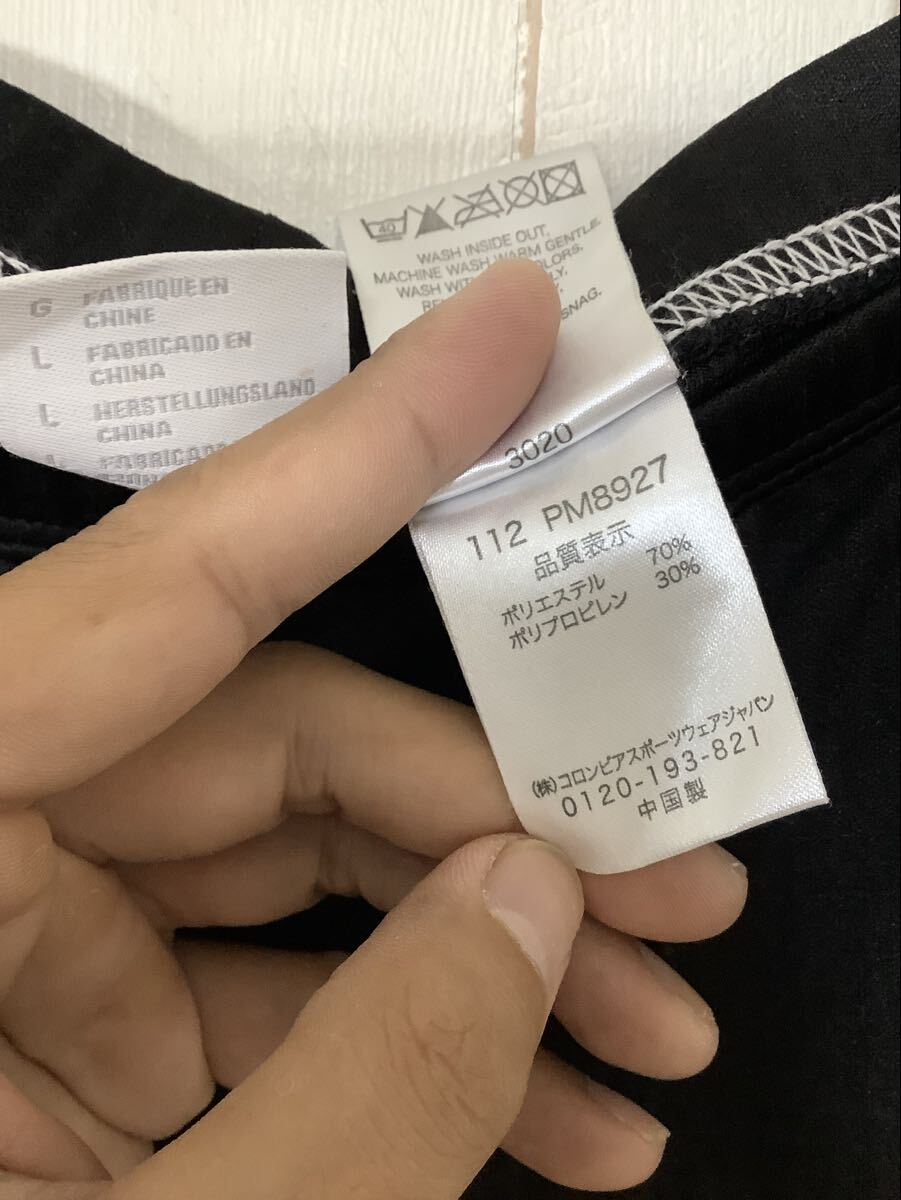 G FABRIQUE EN
CHINE
L FABRICADO EN
CHINA
L HERSTELLUNGSLAND
CHINA
FABRICADO
40
WASH INSIDE OUT.
MACHINE WASH WARM GENTLE.
WASH WITH
SNAG.
3020
112 PM8927
品質表示
ポリエステル 70%
ポリプロピレン 30%
(株)コロンビアスポーツウェアジャパン
0120-193-821
中国製